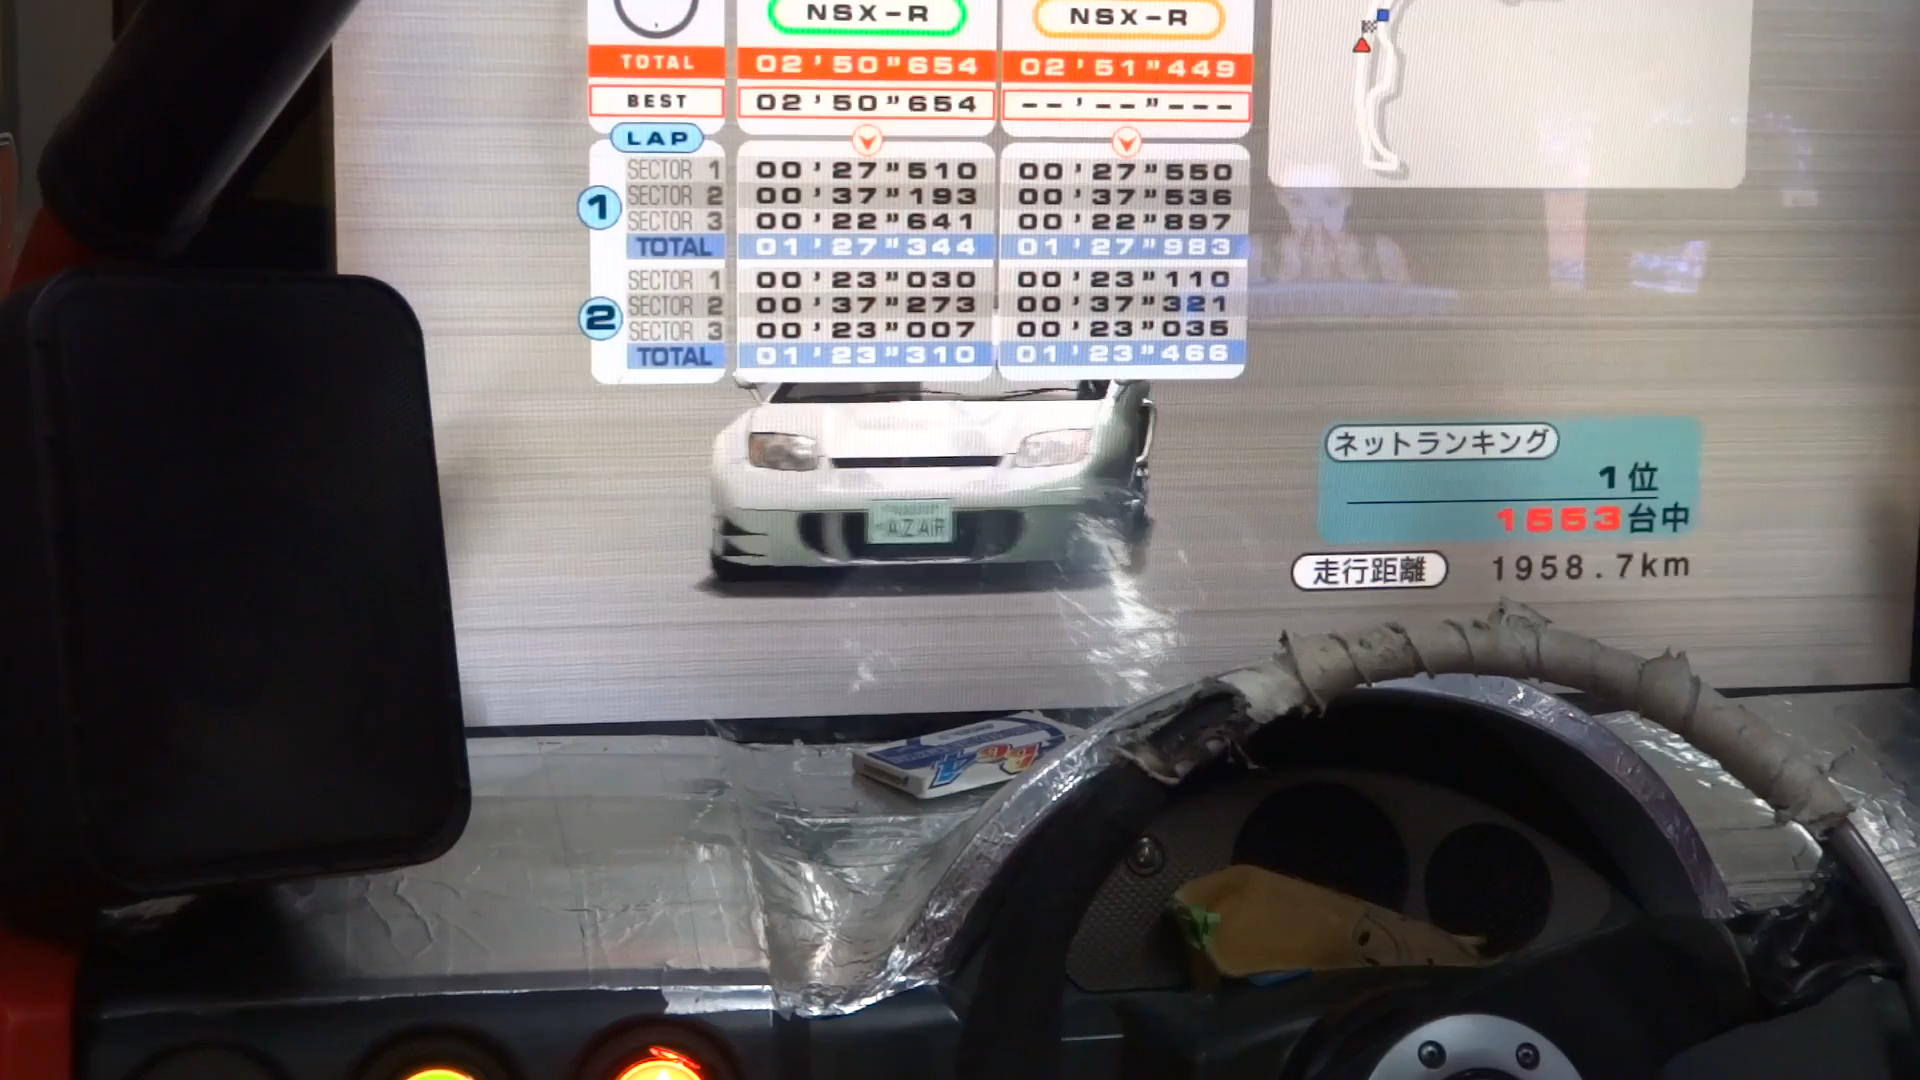 NSX-R NSX-R
TOTAL 02'50"654 02'51"449
BEST 02'50"654 --'--"---
LAP
1
SECTOR 1 00'27"510 00'27"550
SECTOR 2 00'37"193 00'37"536
SECTOR 3 00'22"641 00'22"897
TOTAL 01'27"344 01'27"983
2
SECTOR 1 00'23"030 00'23"110
SECTOR 2 00'37"273 00'37"321
SECTOR 3 00'23"007 00'23"035
TOTAL 01'23"310 01'23"466
ネットランキング
1位
1553台中
走行距離 1958.7km